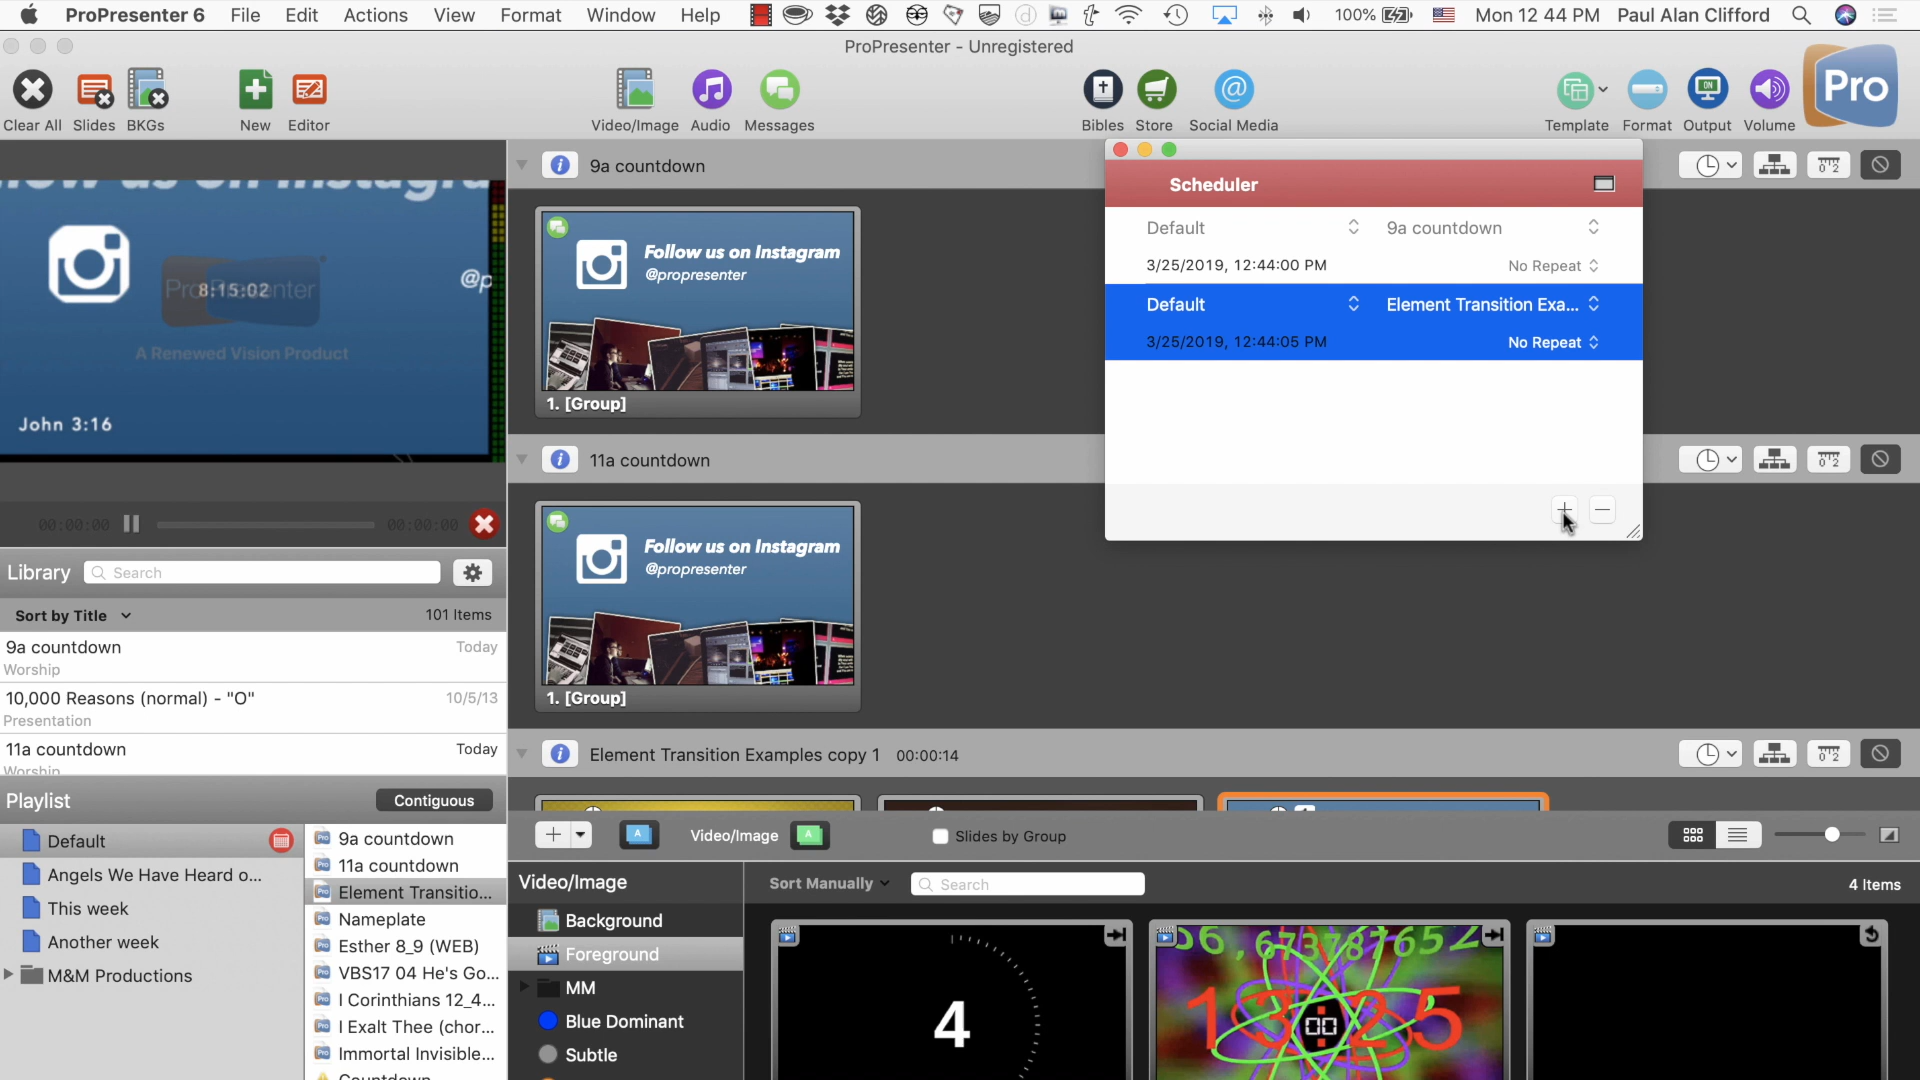 ProPresenter 6 File Edit Actions View Format Window Help 100% Mon 12 44 PM Paul Alan Clifford
ProPresenter - Unregistered
Clear All Slides BKGs New Editor Video/Image Audio Messages Bibles Store Social Media Template Format Output Volume
ON
Pro
9a countdown
Follow us on Instagram
@propresenter
1. [Group]
Scheduler
Default 9a countdown
3/25/2019, 12:44:00 PM No Repeat
Default Element Transition Exa...
3/25/2019, 12:44:05 PM No Repeat
8:15:02
A Renewed Vision Product
John 3:16
00:00:00 00:00:00
11a countdown
Follow us on Instagram
@propresenter
1. [Group]
Library Search
Sort by Title 101 Items
9a countdown Today
Worship
10,000 Reasons (normal) - "O" 10/5/13
Presentation
11a countdown Today
Worship
Element Transition Examples copy 1 00:00:14
Playlist Contiguous
Default
Angels We Have Heard o...
This week
Another week
M&M Productions
9a countdown
11a countdown
Element Transitio...
Nameplate
Esther 8_9 (WEB)
VBS17 04 He's Go...
I Corinthians 12_4...
I Exalt Thee (chor...
Immortal Invisible...
Countdown
Video/Image Slides by Group
Video/Image
Background
Foreground
MM
Blue Dominant
Subtle
Sort Manually Search 4 Items
4
13 00 25